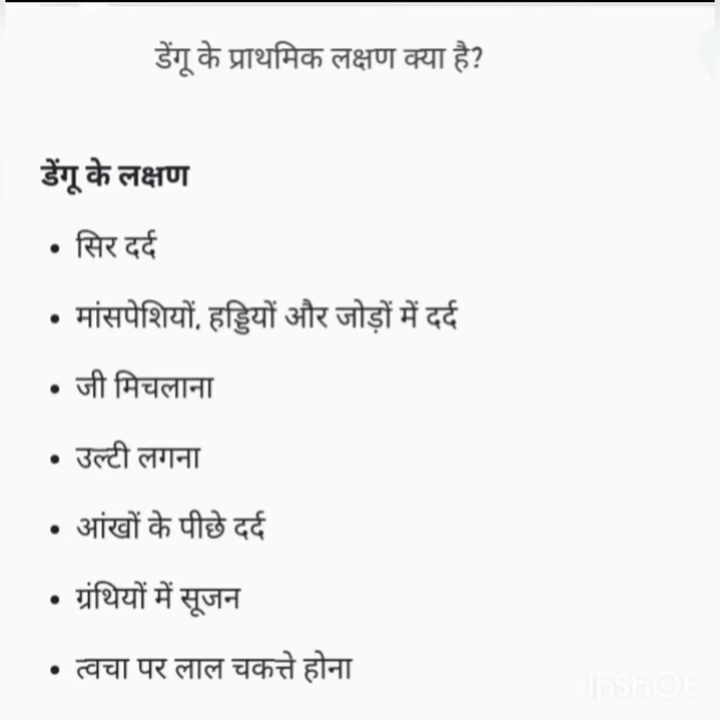 डेंगू के प्राथमिक लक्षण क्या है?
डेंगू के लक्षण
• सिर दर्द
• मांसपेशियों, हड्डियों और जोड़ों में दर्द
• जी मिचलाना
• उल्टी लगना
• आंखों के पीछे दर्द
• ग्रंथियों में सूजन
• त्वचा पर लाल चकत्ते होना
InShOt